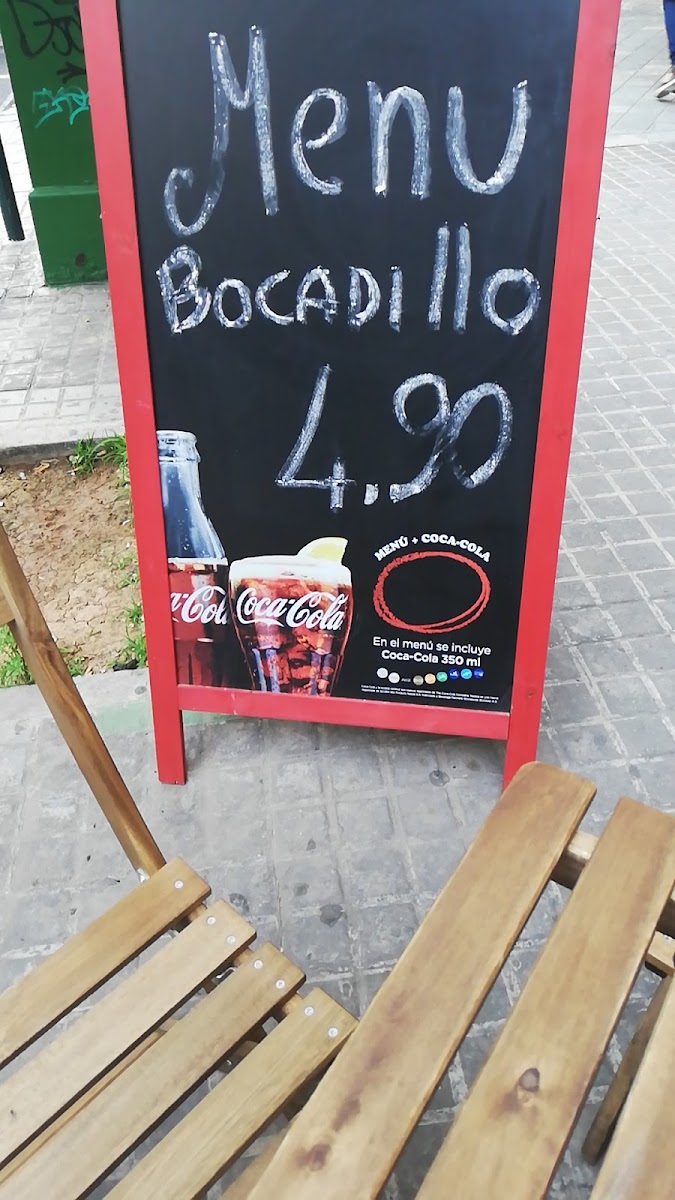 Menu
BOCADIllO
4,90
MENÚ + COCA-COLA
Coca-Cola
Coca-Cola
En el menú se incluye
Coca-Cola 350 ml